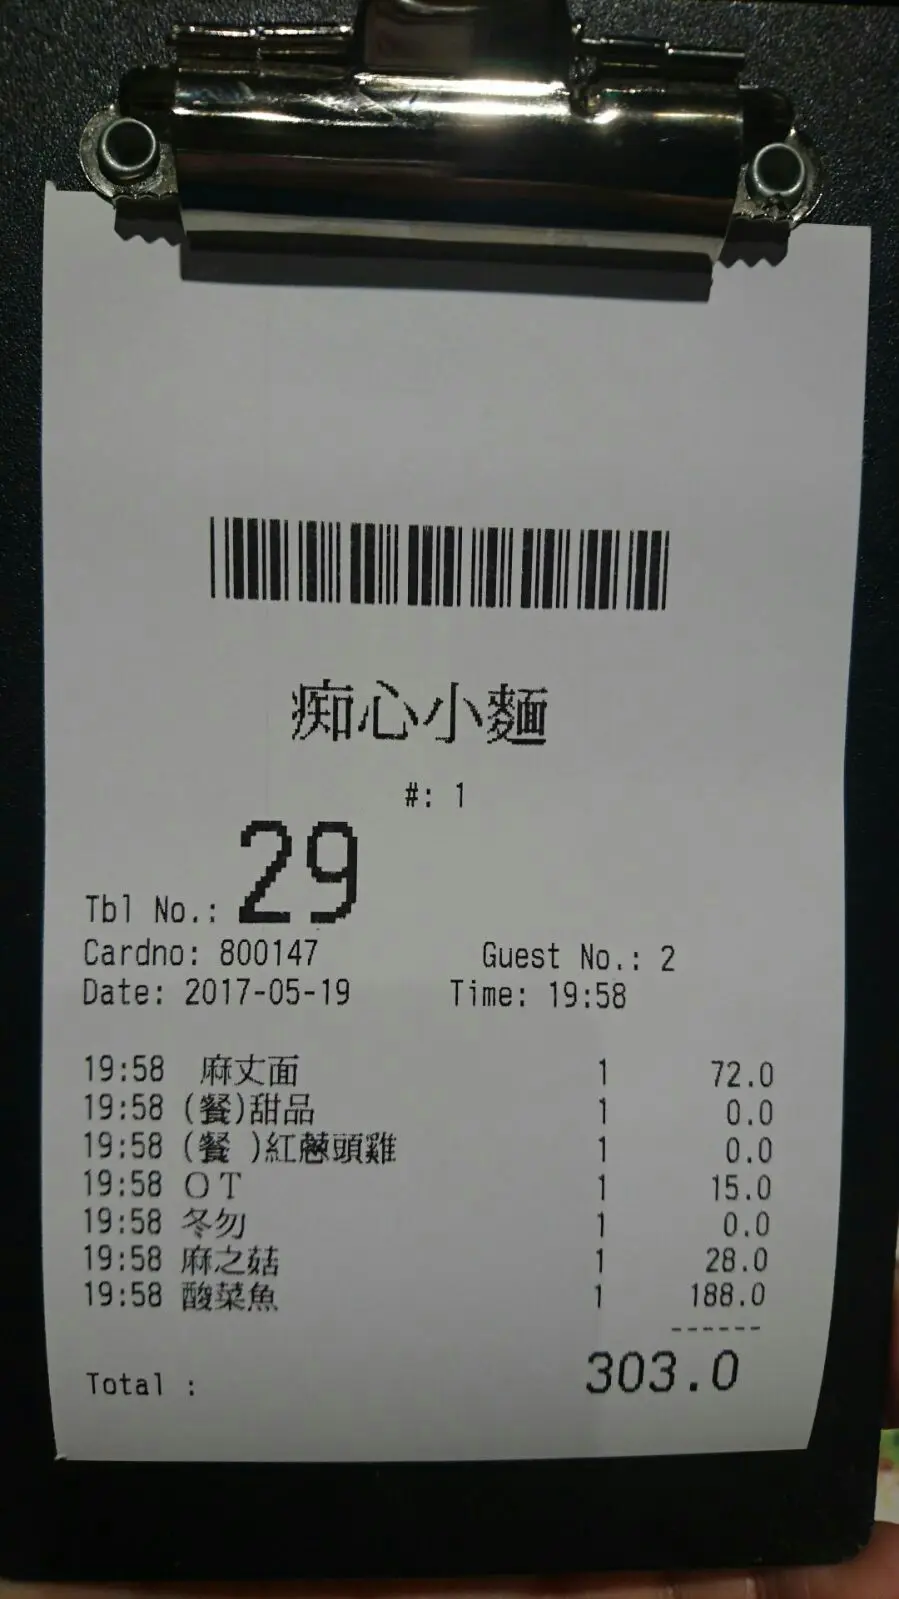 痴心小麵
#: 1
Tbl No.: 29
Cardno: 800147 Guest No.: 2
Date: 2017-05-19 Time: 19:58
19:58 麻丈面 1 72.0
19:58 (餐)甜品 1 0.0
19:58 (餐 )紅葱頭雞 1 0.0
19:58 ＯＴ 1 15.0
19:58 冬勿 1 0.0
19:58 麻之菇 1 28.0
19:58 酸菜魚 1 188.0
------
Total : 303.0